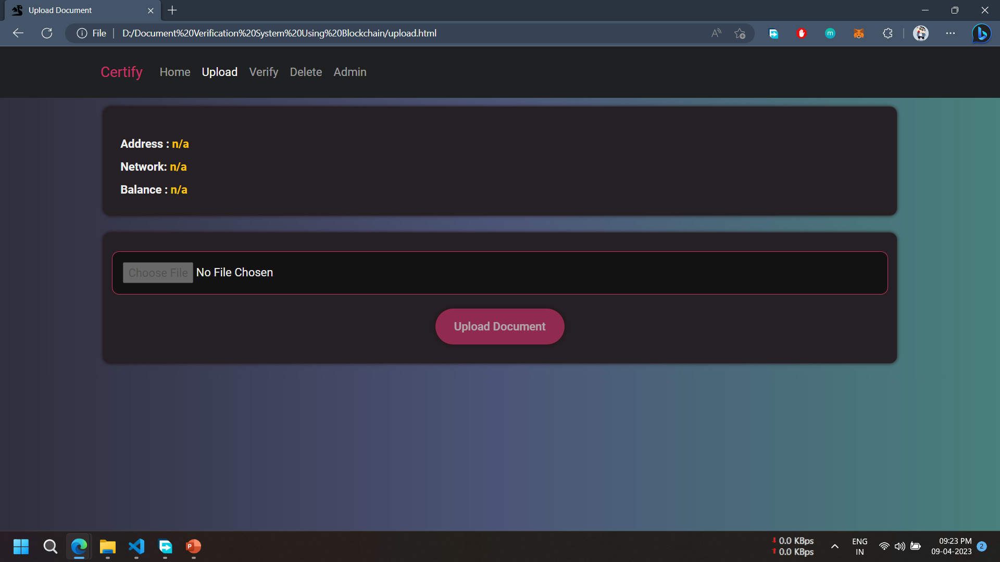 Upload Document
File
D:/Document%20Verification%20System%20Using%20Blockchain/upload.html
Certify Home Upload Verify Delete Admin
Address : n/a
Network: n/a
Balance : n/a
Choose File No File Chosen
Upload Document
0.0 KBps
0.0 KBps
ENG
IN
09:23 PM
09-04-2023
2